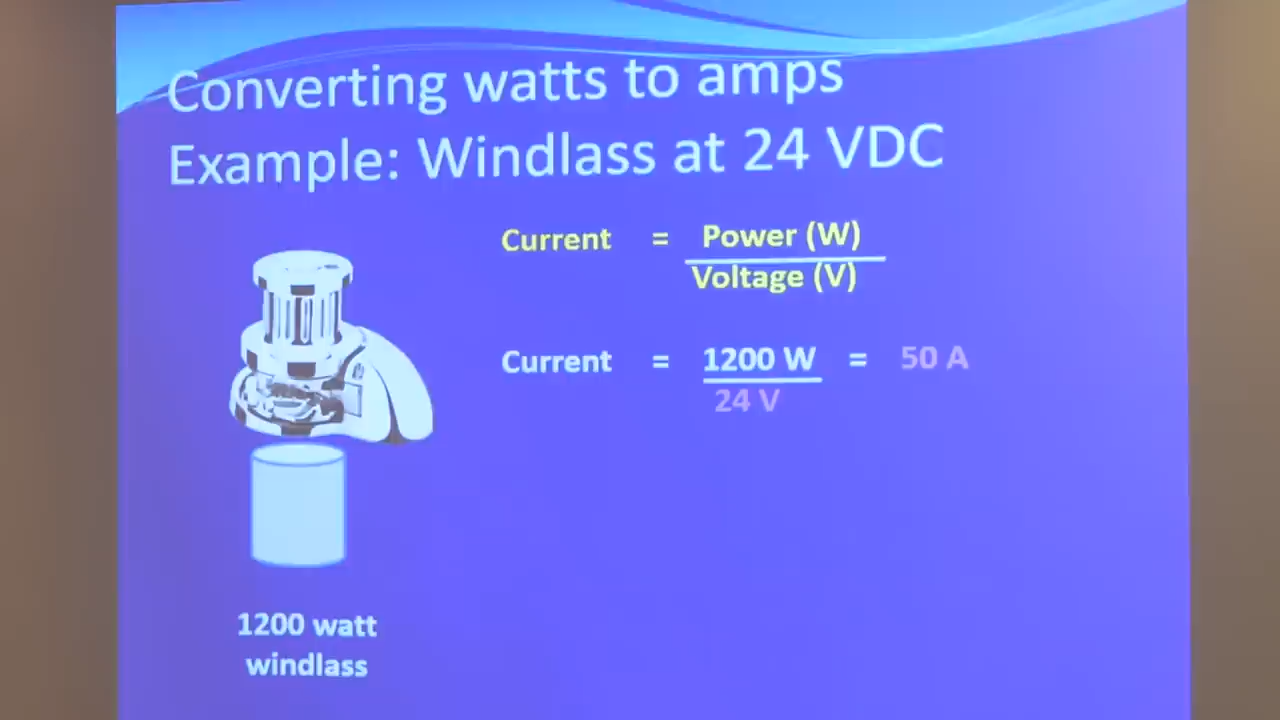 Converting watts to amps
Example: Windlass at 24 VDC
Current = Power (W)
Voltage (V)
Current = 1200 W = 50 A
24 V
1200 watt
windlass